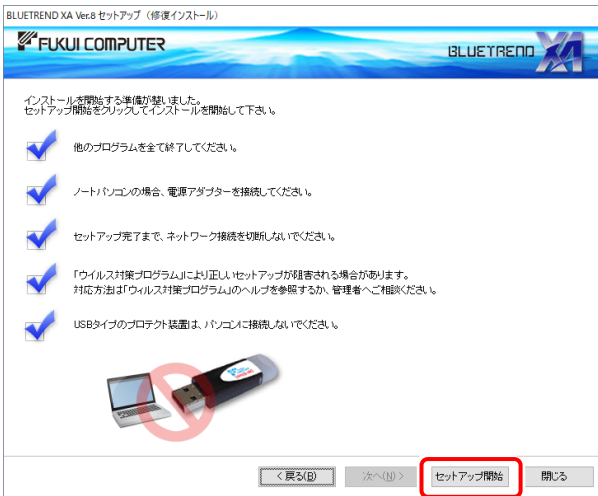 BLUETREND XA Ver.8 セットアップ（修復インストール）
FUKUI COMPUTER
BLUETREND XA
インストールを開始する準備が整いました。
セットアップ開始をクリックしてインストールを開始して下さい。
他のプログラムを全て終了してください。
ノートパソコンの場合、電源アダプターを接続してください。
セットアップ完了まで、ネットワーク接続を切断しないでください。
「ウイルス対策プログラム」により正しいセットアップが阻害される場合があります。
対応方法は「ウィルス対策プログラム」のヘルプを参照するか、管理者へご相談ください。
USBタイプのプロテクト装置は、パソコンに接続しないでください。
< 戻る(B) 次へ(N) > セットアップ開始 閉じる